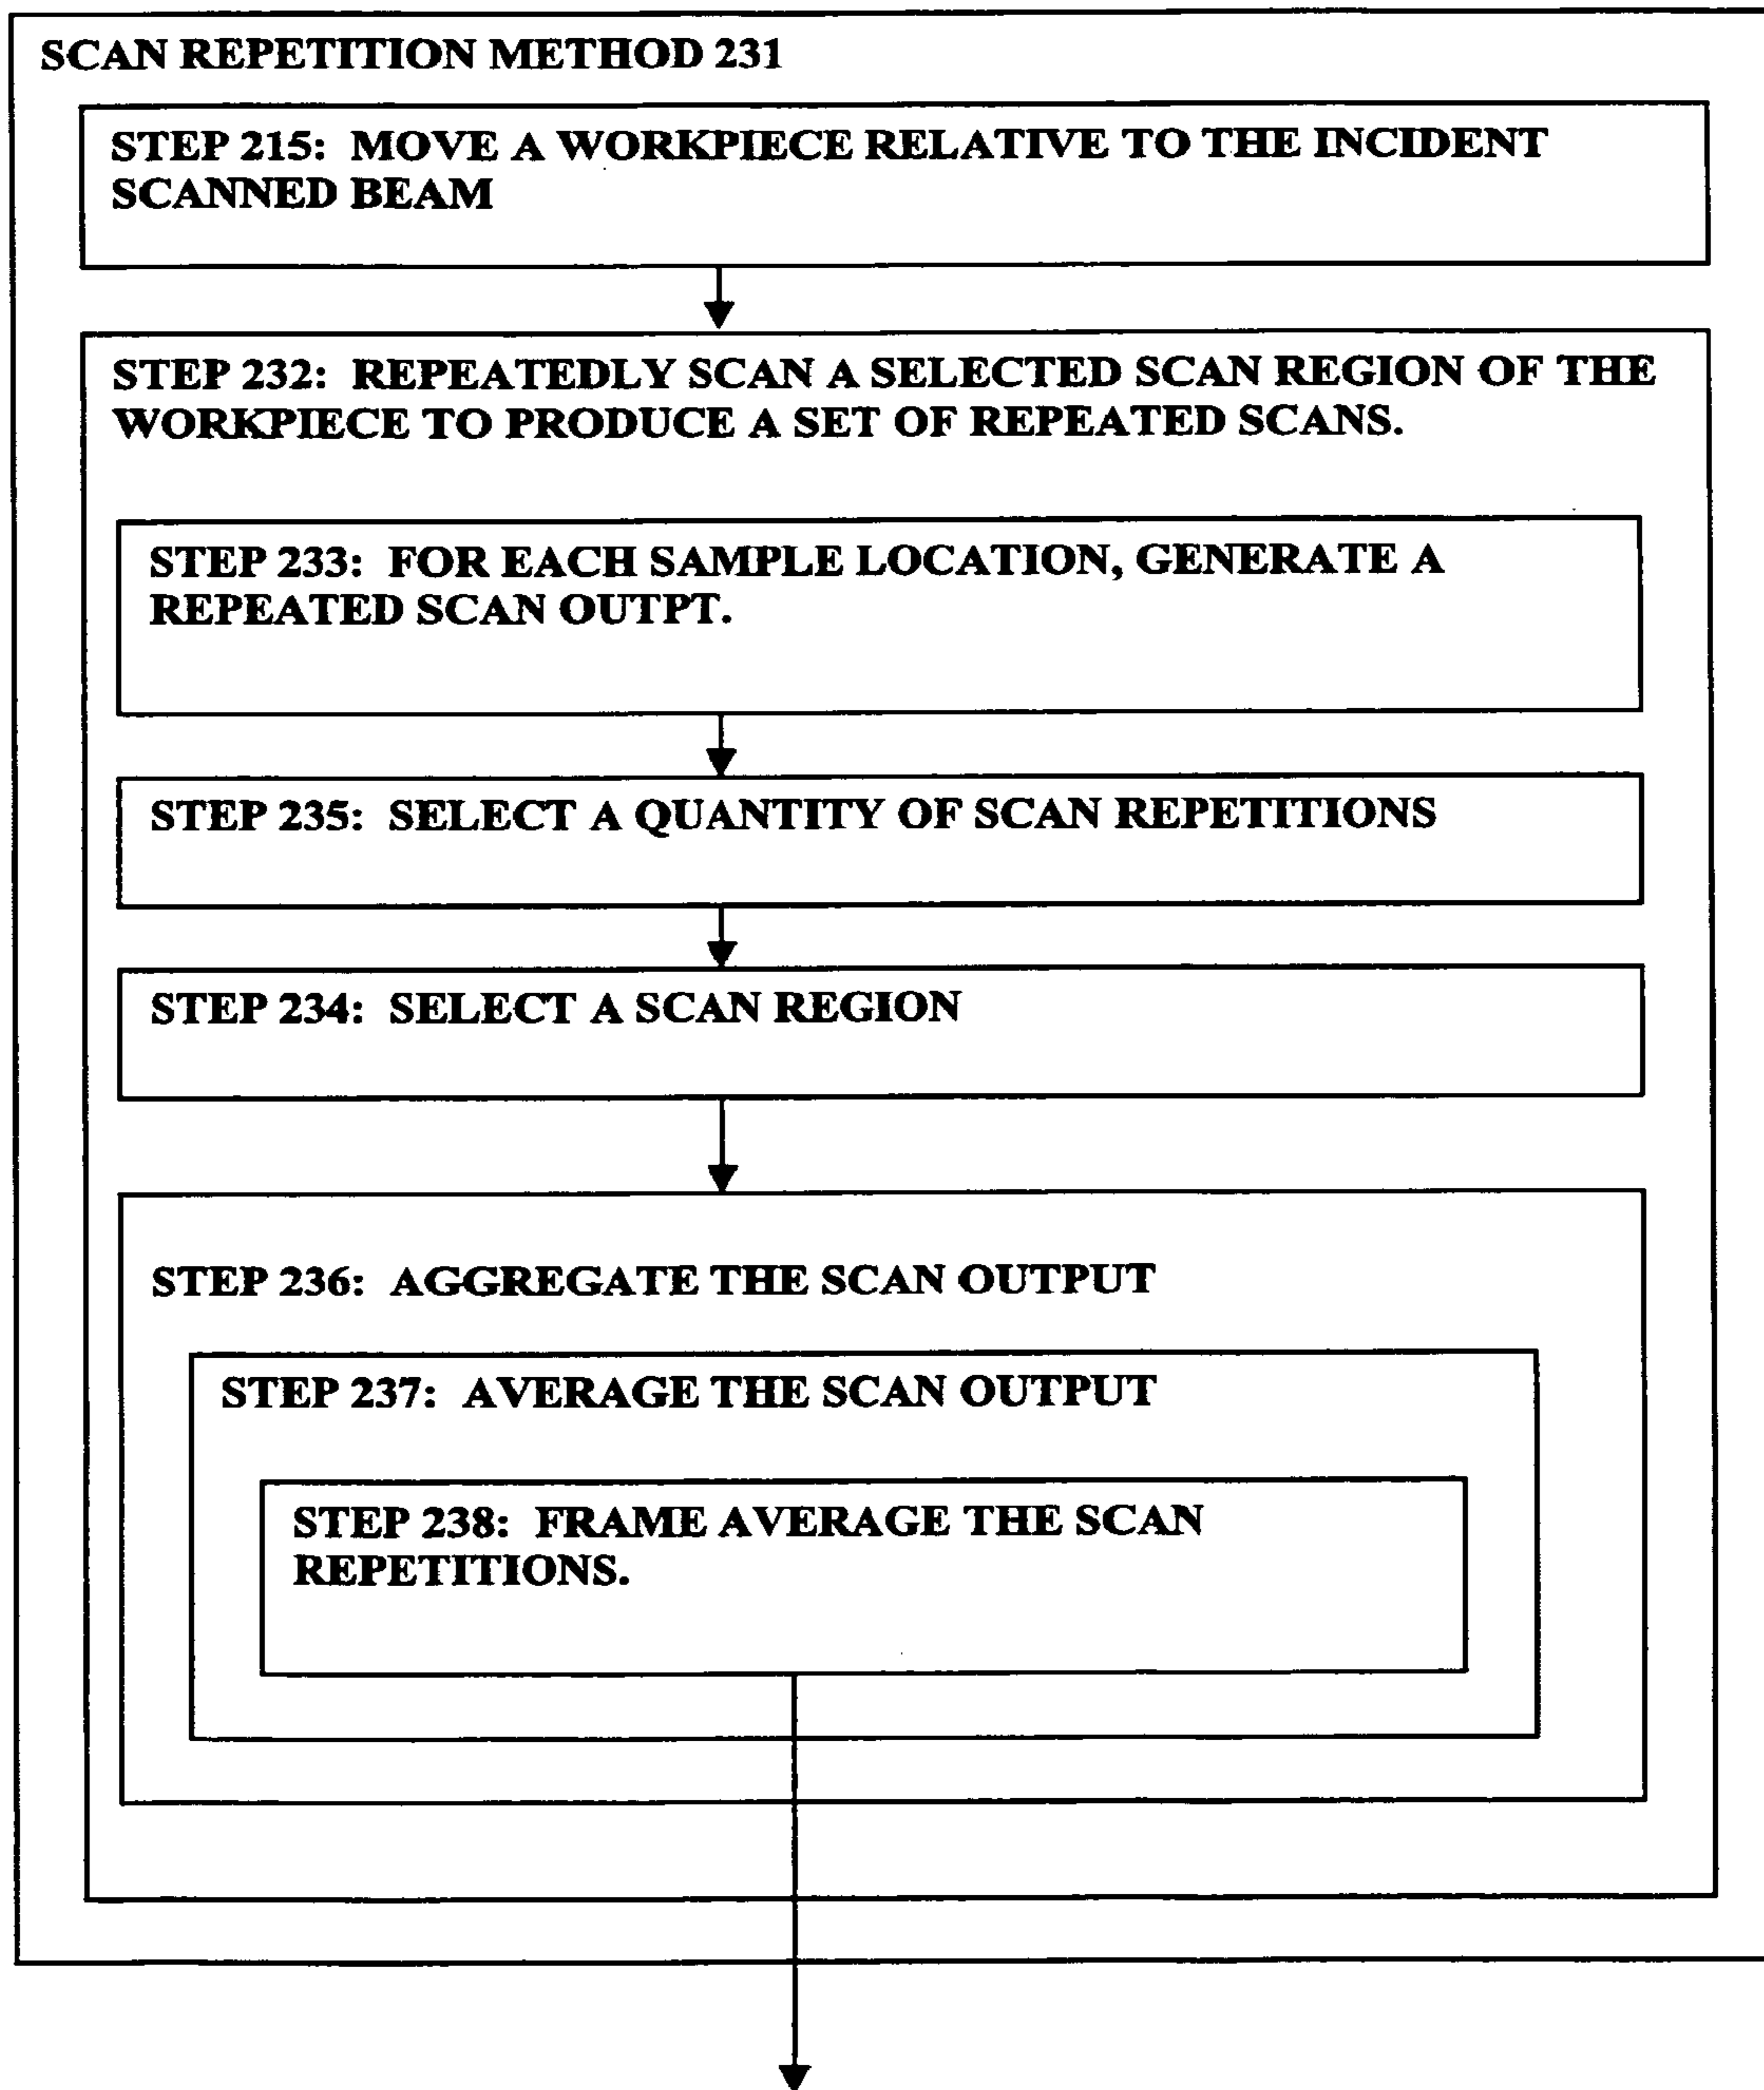 SCAN REPETITION METHOD 231
STEP 215: MOVE A WORKPIECE RELATIVE TO THE INCIDENT
SCANNED BEAM
STEP 232: REPEATEDLY SCAN A SELECTED SCAN REGION OF THE
WORKPIECE TO PRODUCE A SET OF REPEATED SCANS.
STEP 233: FOR EACH SAMPLE LOCATION, GENERATE A
REPEATED SCAN OUTPT.
STEP 235: SELECT A QUANTITY OF SCAN REPETITIONS
STEP 234: SELECT A SCAN REGION
STEP 236: AGGREGATE THE SCAN OUTPUT
STEP 237: AVERAGE THE SCAN OUTPUT
STEP 238: FRAME AVERAGE THE SCAN
REPETITIONS.